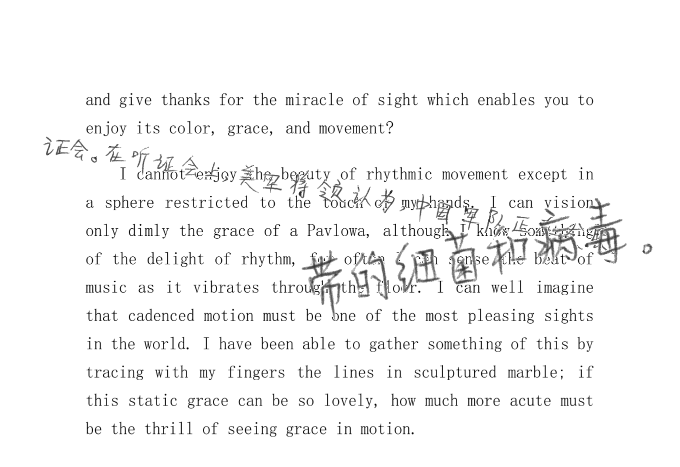 and give thanks for the miracle of sight which enables you to
enjoy its color, grace, and movement?
证会。在听证会上,美军将领认为中国军队正
I cannot enjoy the beauty of rhythmic movement except in
a sphere restricted to the touch of my hands. I can vision
only dimly the grace of a Pavlowa, although I know something
带的细菌和病毒。
of the delight of rhythm, for often I can sense the beat of
music as it vibrates through the floor. I can well imagine
that cadenced motion must be one of the most pleasing sights
in the world. I have been able to gather something of this by
tracing with my fingers the lines in sculptured marble; if
this static grace can be so lovely, how much more acute must
be the thrill of seeing grace in motion.